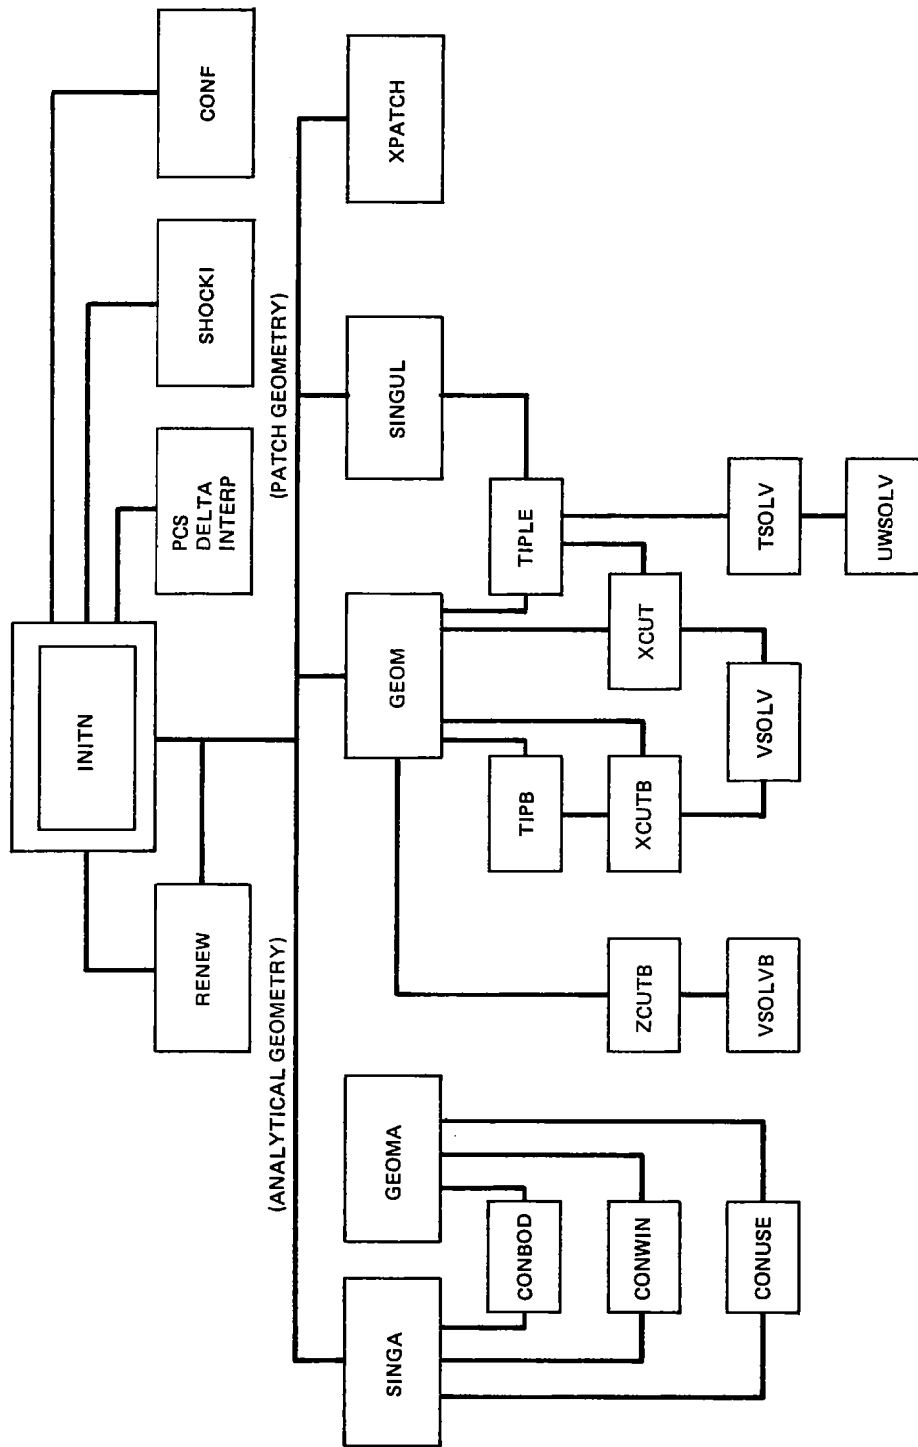 INITN
RENEW
PCS
DELTA
INTERP
SHOCKI
CONF
(ANALYTICAL GEOMETRY)
(PATCH GEOMETRY)
SINGA
GEOMA
GEOM
SINGUL
XPATCH
CONBOD
TIPB
TIPLE
CONWIN
ZCUTB
XCUTB
XCUT
CONUSE
VSOLVB
VSOLV
TSOLV
UWSOLV